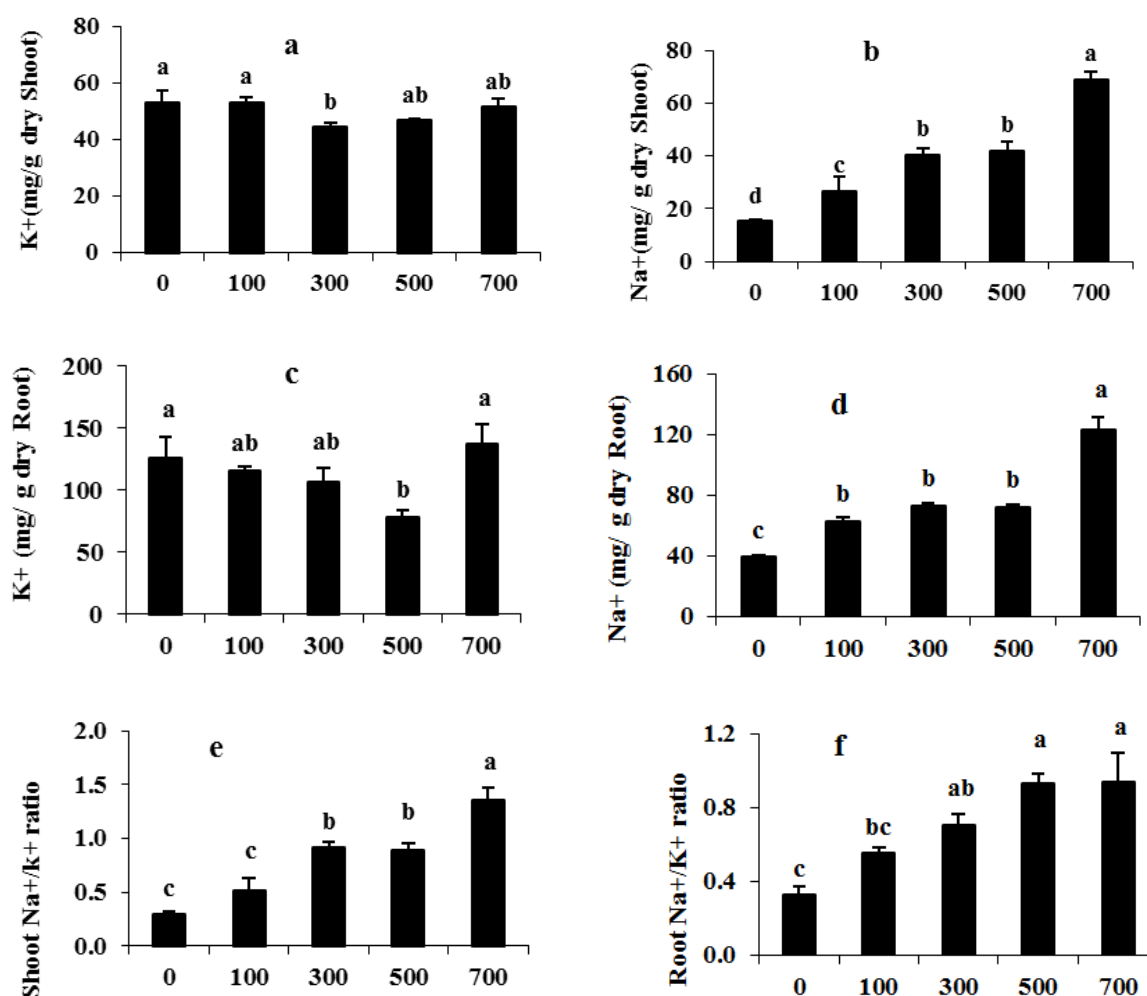 a
K+(mg/g dry Shoot)
80
60
40
20
0
a a b ab ab
0 100 300 500 700
b
Na+(mg/ g dry Shoot)
80
60
40
20
0
d c b b a
0 100 300 500 700
c
K+ (mg/ g dry Root)
200
150
100
50
0
a ab ab b a
0 100 300 500 700
d
Na+ (mg/ g dry Root)
160
120
80
40
0
c b b b a
0 100 300 500 700
e
Shoot Na+/k+ ratio
2.0
1.5
1.0
0.5
0.0
c c b b a
0 100 300 500 700
f
Root Na+/K+ ratio
1.2
0.8
0.4
0.0
c bc ab a a
0 100 300 500 700